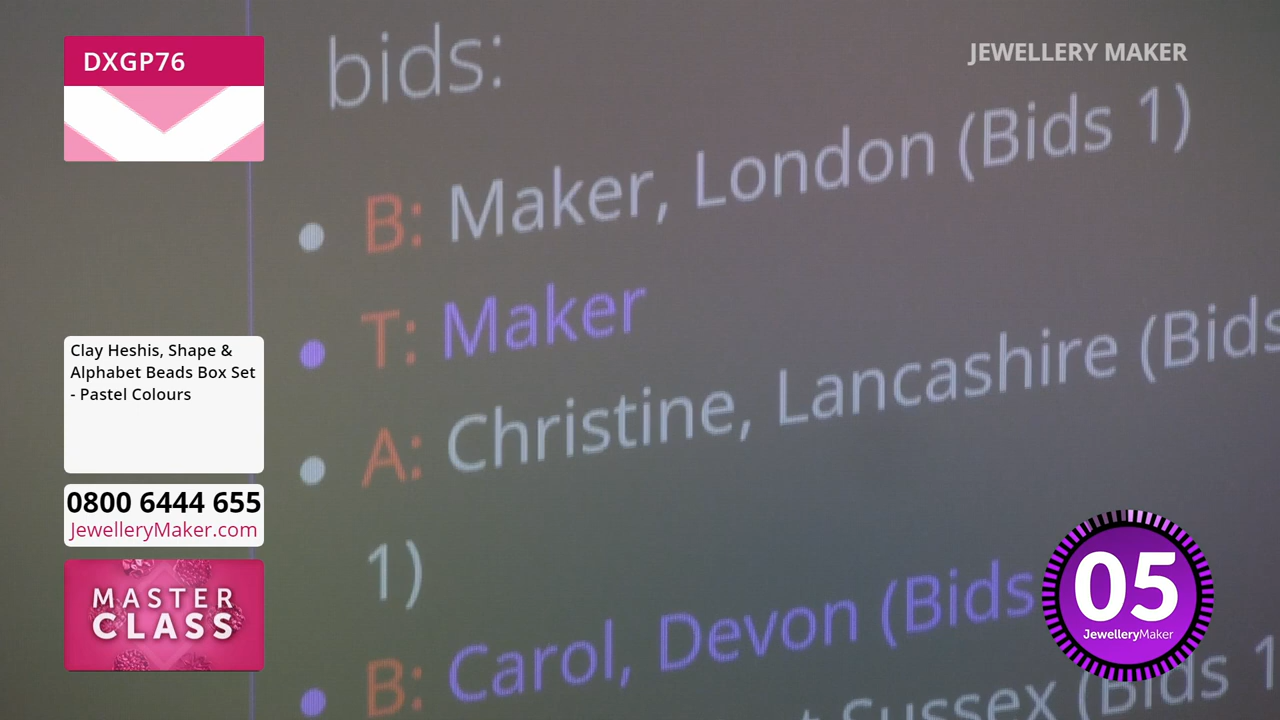 DXGP76
JEWELLERY MAKER
bids:
B: Maker, London (Bids 1)
T: Maker
A: Christine, Lancashire (Bids
1)
B: Carol, Devon (Bids
Sussex (Bids 1
Clay Heshis, Shape &
Alphabet Beads Box Set
- Pastel Colours
0800 6444 655
JewelleryMaker.com
MASTER
CLASS
05
JewelleryMaker